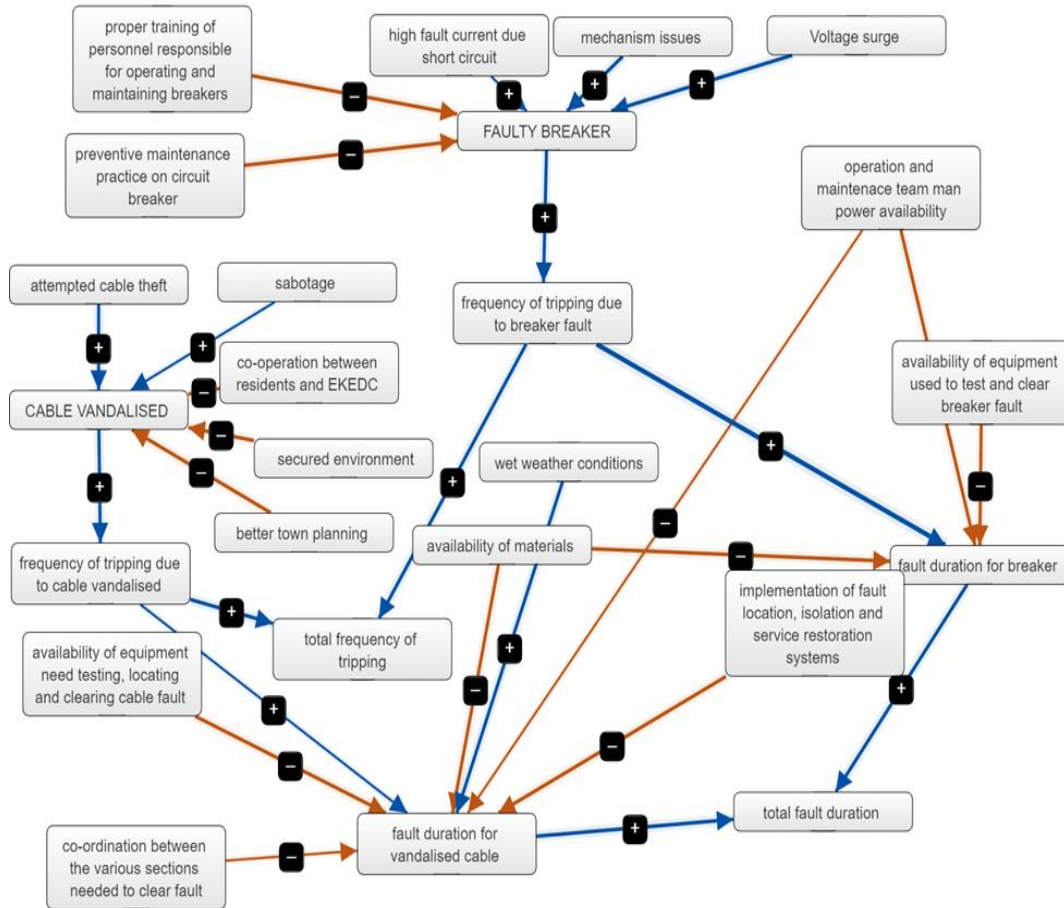 proper training of
personnel responsible
for operating and
maintaining breakers
high fault current due
short circuit
mechanism issues
Voltage surge
−
+
+
+
FAULTY BREAKER
preventive maintenance
practice on circuit
breaker
−
operation and
maintenace team man
power availability
+
attempted cable theft
sabotage
frequency of tripping due
to breaker fault
+
+
co-operation between
residents and EKEDC
−
availability of equipment
used to test and clear
breaker fault
CABLE VANDALISED
−
secured environment
−
wet weather conditions
+
+
+
−
better town planning
−
availability of materials
−
fault duration for breaker
frequency of tripping due
to cable vandalised
+
total frequency of
tripping
+
implementation of fault
location, isolation and
service restoration
systems
availability of equipment
need testing, locating
and clearing cable fault
−
+
+
−
−
total fault duration
fault duration for
vandalised cable
+
co-ordination between
the various sections
needed to clear fault
−
−